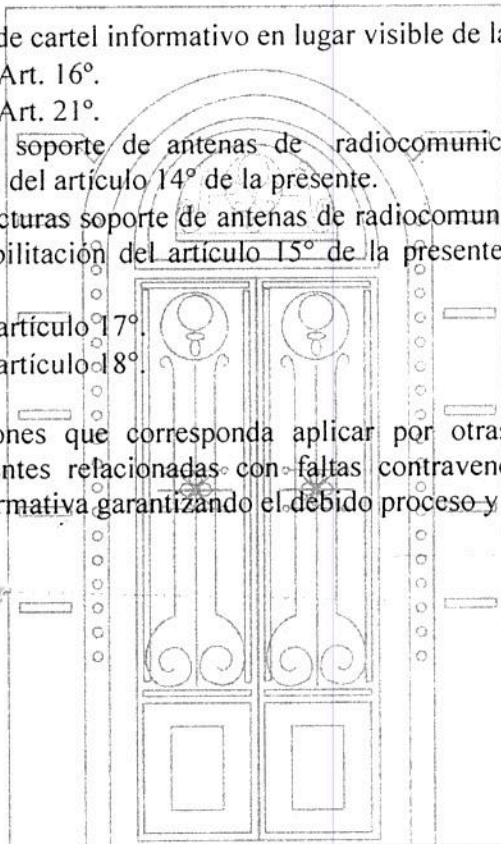 de cartel informativo en lugar visible de la
Art. 16°.
Art. 21°.
soporte de antenas de radiocomunic
del artículo 14° de la presente.
cturas soporte de antenas de radiocomun
bilitación del artículo 15° de la presente
artículo 17°.
artículo 18°.
ones que corresponda aplicar por otras
ntes relacionadas con faltas contraven
rmativa garantizando el debido proceso y